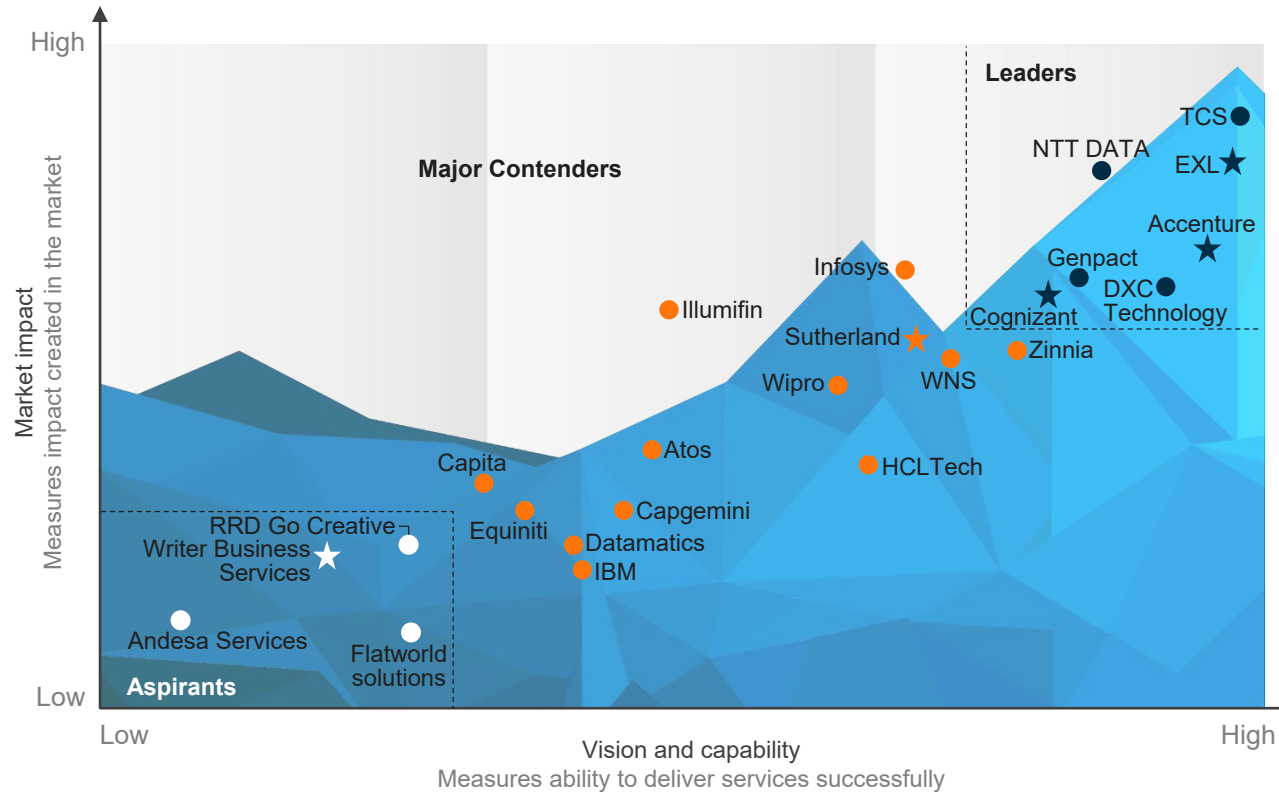 High
Leaders
TCS
NTT DATA
EXL
Major Contenders
Accenture
Genpact
Infosys
DXC
Technology
Illumifin
Cognizant
Sutherland
Zinnia
WNS
Wipro
Market impact
Measures impact created in the market
Atos
Capita
HCLTech
Capgemini
Equiniti
RRD Go Creative
Writer Business
Services
Datamatics
IBM
Andesa Services
Flatworld
solutions
Aspirants
Low
Low
High
Vision and capability
Measures ability to deliver services successfully